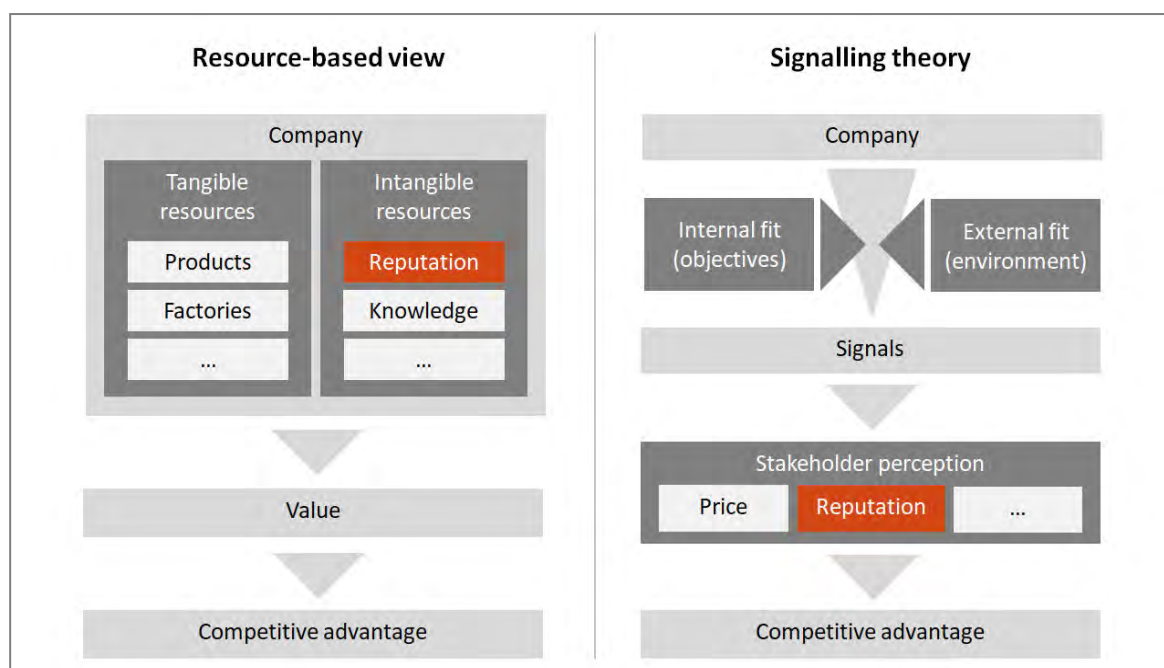 Resource-based view
Company
Tangible
resources
Products
Factories
...
Intangible
resources
Reputation
Knowledge
...
Value
Competitive advantage
Signalling theory
Company
Internal fit
(objectives)
External fit
(environment)
Signals
Stakeholder perception
Price
Reputation
...
Competitive advantage